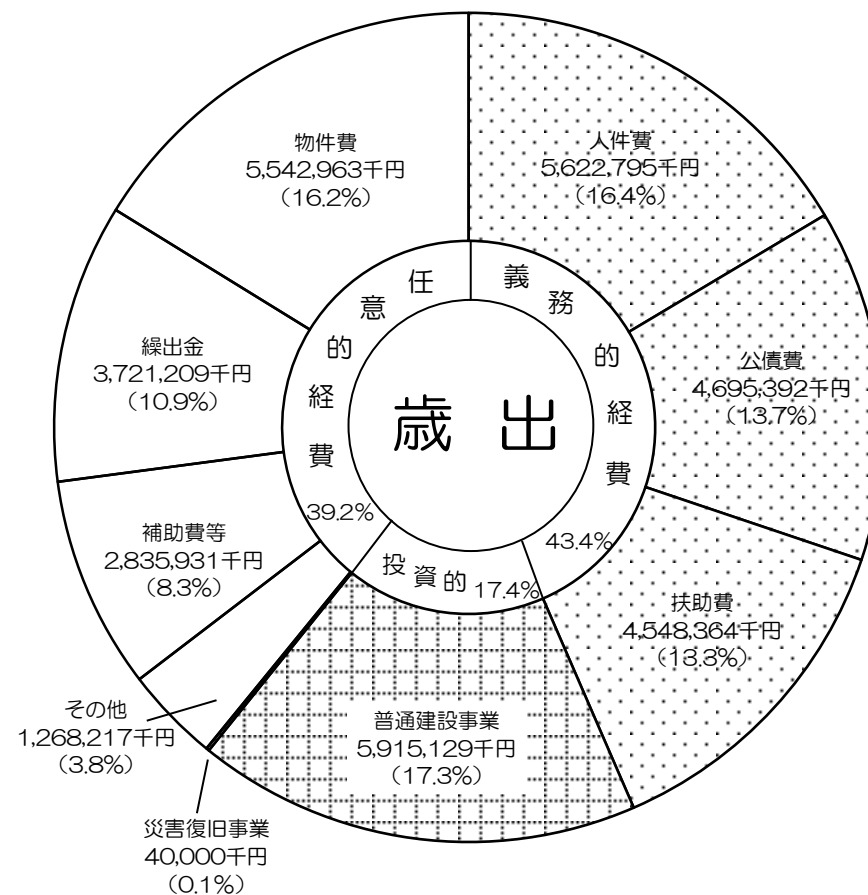 歳 出
義務的経費
43.4%
人件費
5,622,795千円
（16.4%）
公債費
4,695,392千円
（13.7%）
扶助費
4,548,364千円
（13.3%）
投資的
17.4%
普通建設事業
5,915,129千円
（17.3%）
災害復旧事業
40,000千円
（0.1%）
任意的経費
39.2%
その他
1,268,217千円
（3.8%）
補助費等
2,835,931千円
（8.3%）
繰出金
3,721,209千円
（10.9%）
物件費
5,542,963千円
（16.2%）